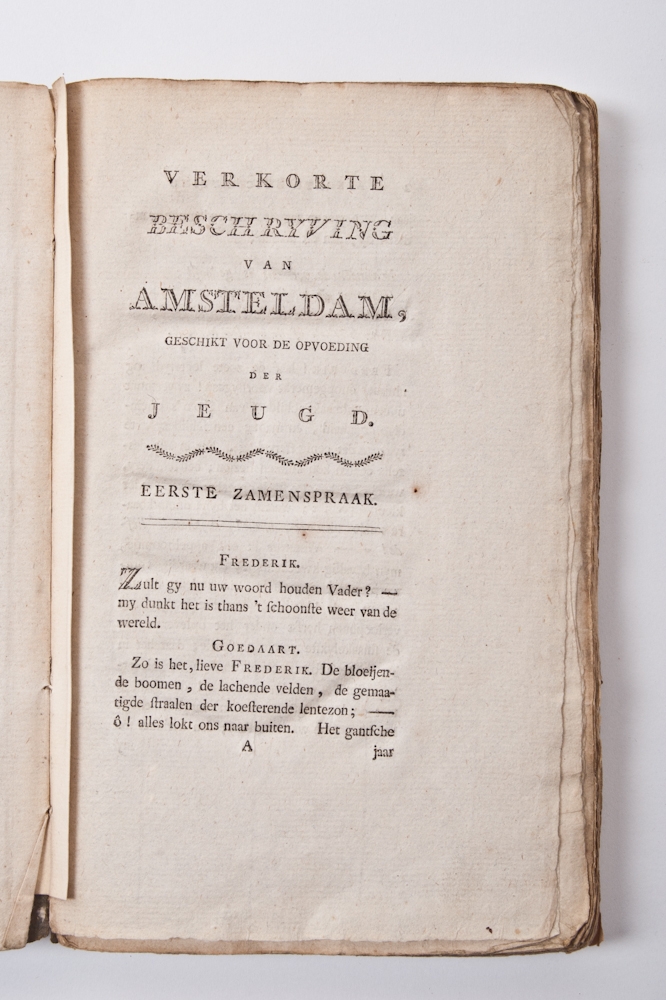 VERKORTE
BESCHRYVING
VAN
AMSTELDAM,
GESCHIKT VOOR DE OPVOEDING
DER
JEUGD.
EERSTE ZAMENSPRAAK.
FREDERIK.
Zult gy nu uw woord houden Vader? —
my dunkt het is thans 't ſchoonſte weer van de
wereld.
GOEDAART.
Zo is het, lieve FREDERIK. De bloeijen-
de boomen, de lachende velden, de gemaa-
tigde ſtraalen der koeſterende lentezon; —
ô! alles lokt ons naar buiten. Het gantſche
A jaar